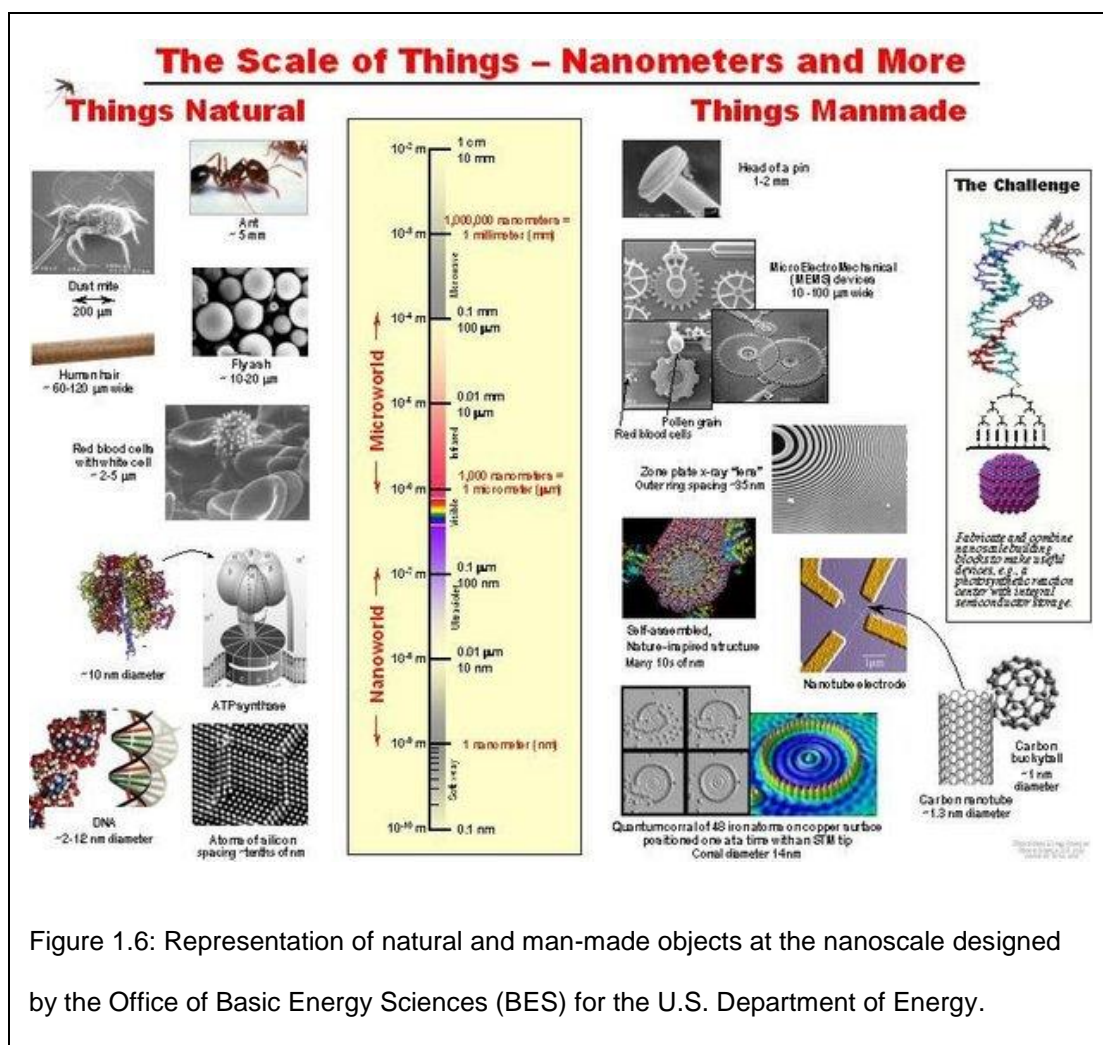 The Scale of Things – Nanometers and More
Things Natural
Things Manmade
Ant
~ 5 mm
Dust mite
200 µm
Human hair
~ 60-120 µm wide
Fly ash
~ 10-20 µm
Red blood cells
with white cell
~ 2-5 µm
~10 nm diameter
ATP synthase
DNA
~2-12 nm diameter
Atoms of silicon
spacing ~tenths of nm
Microworld
Nanoworld
10-2 m
1 cm
10 mm
10-3 m
1,000,000 nanometers =
1 millimeter (mm)
Microwave
10-4 m
0.1 mm
100 µm
10-5 m
0.01 mm
10 µm
Infrared
10-6 m
1,000 nanometers =
1 micrometer (µm)
Visible
10-7 m
0.1 µm
100 nm
Ultraviolet
10-8 m
0.01 µm
10 nm
10-9 m
1 nanometer (nm)
Soft x-ray
10-10 m
0.1 nm
Head of a pin
1-2 mm
MicroElectroMechanical
(MEMS) devices
10 -100 µm wide
Pollen grain
Red blood cells
Zone plate x-ray "lens"
Outer ring spacing ~35 nm
Self-assembled,
Nature-inspired structure
Many 10s of nm
1µm
Nanotube electrode
Quantum corral of 48 iron atoms on copper surface
positioned one at a time with an STM tip
Corral diameter 14 nm
Carbon nanotube
~1.3 nm diameter
Carbon
buckyball
~1 nm
diameter
The Challenge
Fabricate and combine
nanoscale building
blocks to make useful
devices, e.g., a
photosynthetic reaction
center with integral
semiconductor storage.
Figure 1.6: Representation of natural and man-made objects at the nanoscale designed
by the Office of Basic Energy Sciences (BES) for the U.S. Department of Energy.